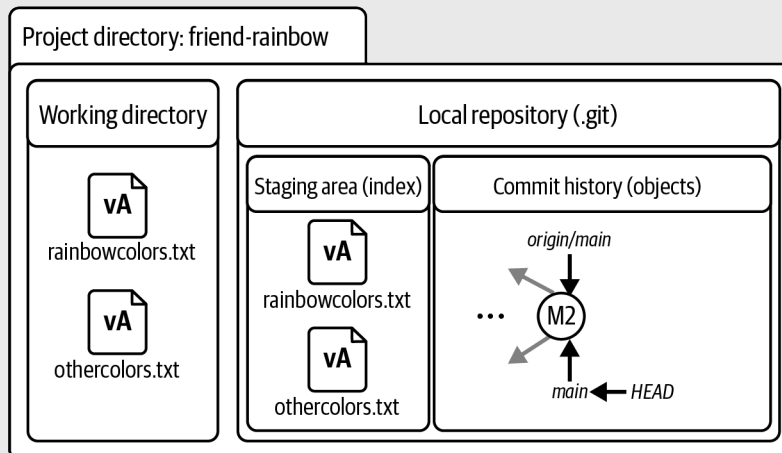 Project directory: friend-rainbow
Working directory
vA
rainbowcolors.txt
vA
othercolors.txt
Local repository (.git)
Staging area (index)
vA
rainbowcolors.txt
vA
othercolors.txt
Commit history (objects)
origin/main
... M2
main HEAD